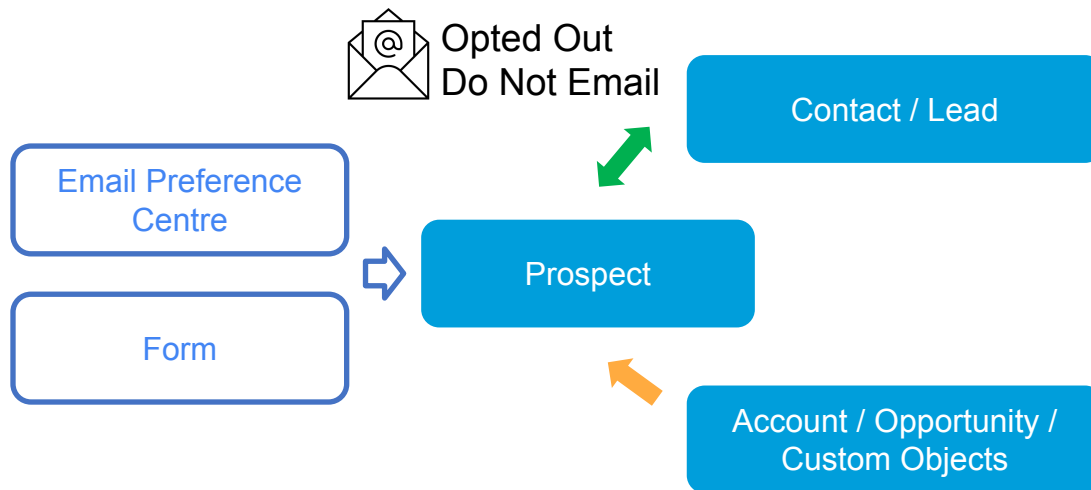 Opted Out
Do Not Email
Contact / Lead
Email Preference
Centre
Prospect
Form
Account / Opportunity /
Custom Objects